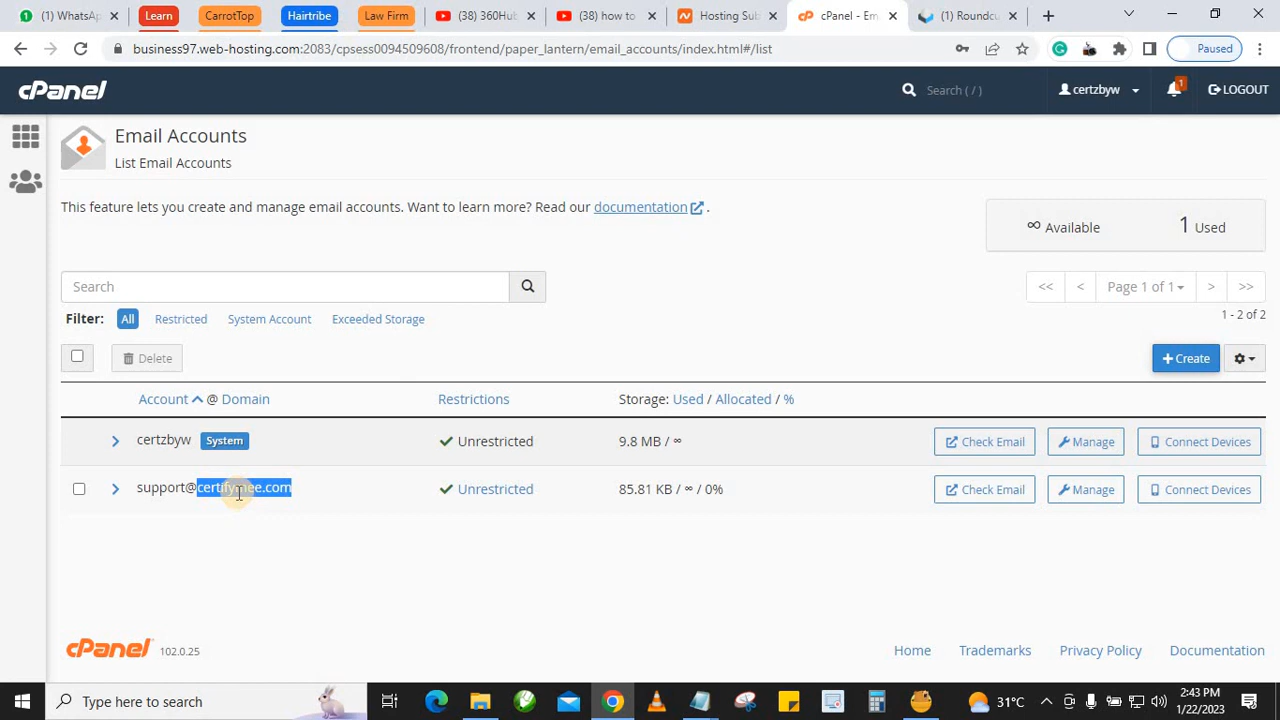 (1) WhatsA
Learn
CarrotTop
Hairtribe
Law Firm
(38) 360Hu
(38) how to
Hosting Sub
cPanel - Em
(1) Roundcu
business97.web-hosting.com:2083/cpsess0094509608/frontend/paper_lantern/email_accounts/index.html#/list
Paused
cPanel
Search ( / )
certzbyw
1
LOGOUT
Email Accounts
List Email Accounts
This feature lets you create and manage email accounts. Want to learn more? Read our documentation .
∞ Available
1 Used
Search
<< < Page 1 of 1 > >>
Filter: All Restricted System Account Exceeded Storage
1 - 2 of 2
Delete
+ Create
Account @ Domain
Restrictions
Storage: Used / Allocated / %
certzbyw System
Unrestricted
9.8 MB / ∞
Check Email
Manage
Connect Devices
Unrestricted
85.81 KB / ∞ / 0%
Check Email
Manage
Connect Devices
cPanel 102.0.25
Home
Trademarks
Privacy Policy
Documentation
Type here to search
31°C
2:43 PM
1/22/2023